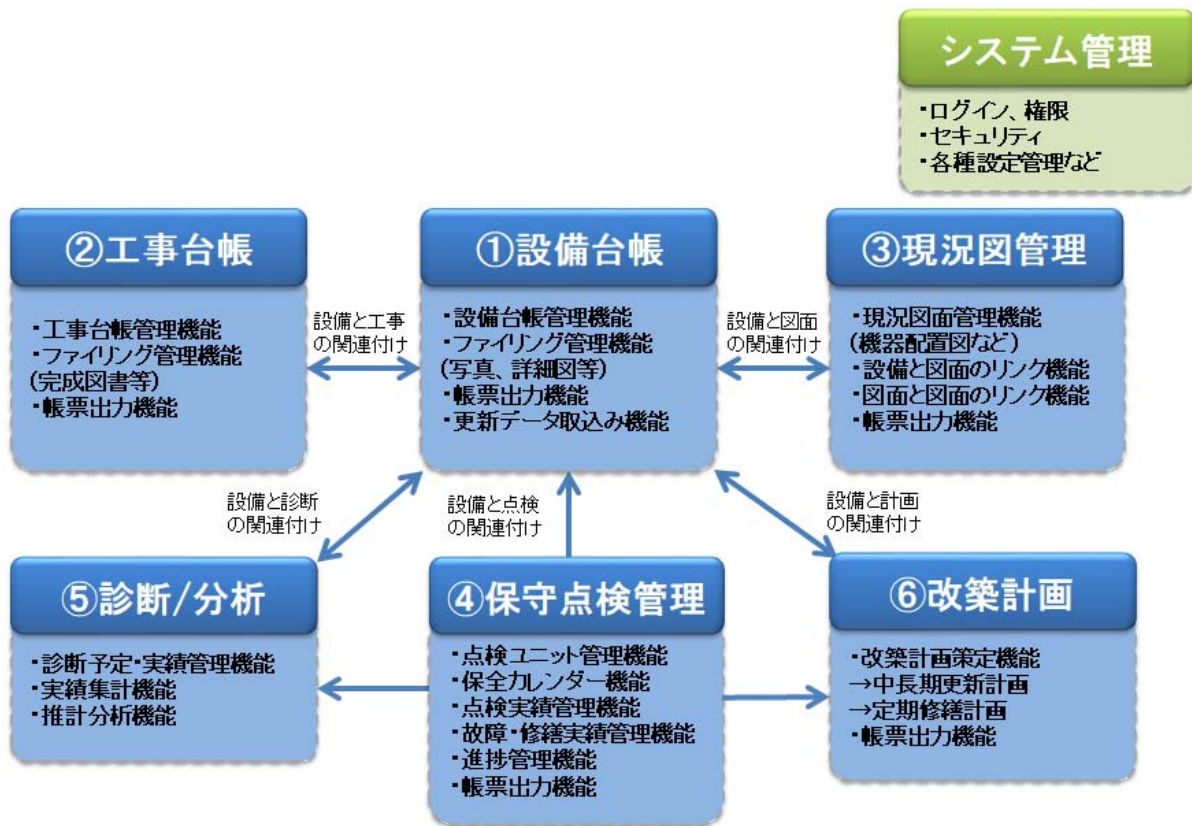 システム管理
・ログイン、権限
・セキュリティ
・各種設定管理など
②工事台帳
・工事台帳管理機能
・ファイリング管理機能
(完成図書等)
・帳票出力機能
設備と工事
の関連付け
①設備台帳
・設備台帳管理機能
・ファイリング管理機能
(写真、詳細図等)
・帳票出力機能
・更新データ取込み機能
設備と図面
の関連付け
③現況図管理
・現況図面管理機能
(機器配置図など)
・設備と図面のリンク機能
・図面と図面のリンク機能
・帳票出力機能
設備と診断
の関連付け
設備と点検
の関連付け
設備と計画
の関連付け
⑤診断/分析
・診断予定・実績管理機能
・実績集計機能
・推計分析機能
④保守点検管理
・点検ユニット管理機能
・保全カレンダー機能
・点検実績管理機能
・故障・修繕実績管理機能
・進捗管理機能
・帳票出力機能
⑥改築計画
・改築計画策定機能
→中長期更新計画
→定期修繕計画
・帳票出力機能